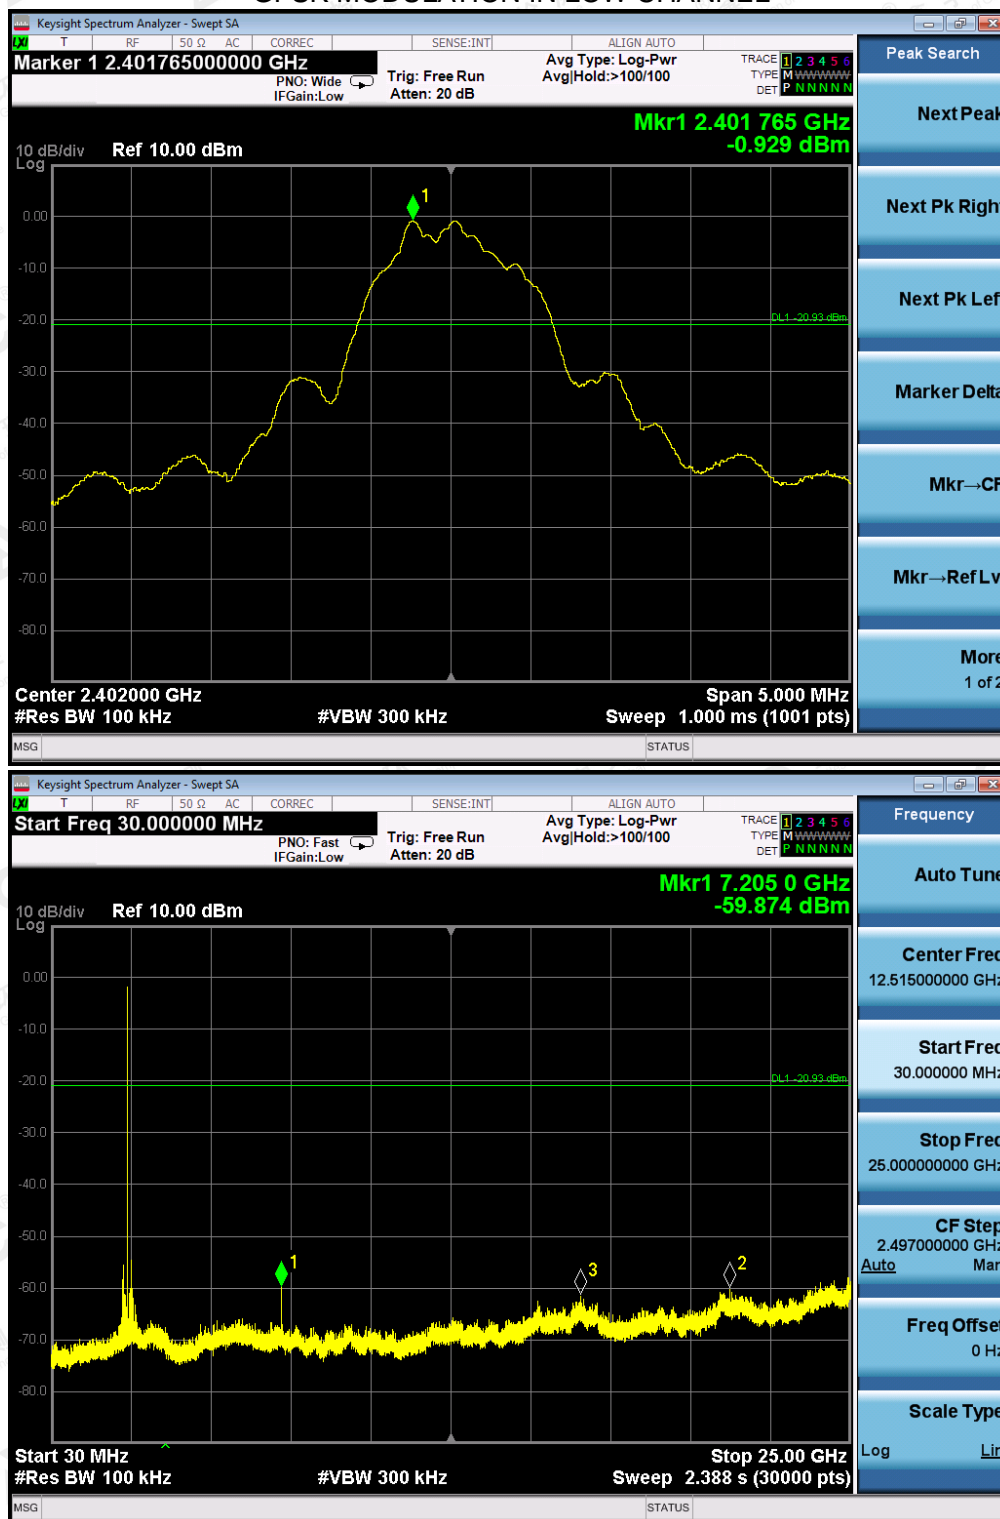 Keysight Spectrum Analyzer - Swept SA
LXI T RF 50 Ω AC CORREC SENSE:INT ALIGN AUTO
Marker 1 2.401765000000 GHz
PNO: Wide
IFGain:Low
Trig: Free Run
Atten: 20 dB
Avg Type: Log-Pwr
Avg|Hold:>100/100
TRACE 1 2 3 4 5 6
TYPE M WWWWW
DET P N N N N N
Mkr1 2.401 765 GHz
-0.929 dBm
10 dB/div Ref 10.00 dBm
Log
1
0.00
-10.0
-20.0
DL1 -20.93 dBm
-30.0
-40.0
-50.0
-60.0
-70.0
-80.0
Center 2.402000 GHz Span 5.000 MHz
#Res BW 100 kHz #VBW 300 kHz Sweep 1.000 ms (1001 pts)
MSG STATUS
Peak Search
Next Peak
Next Pk Right
Next Pk Left
Marker Delta
Mkr→CF
Mkr→Ref Lv
More
1 of 2
Keysight Spectrum Analyzer - Swept SA
LXI T RF 50 Ω AC CORREC SENSE:INT ALIGN AUTO
Start Freq 30.000000 MHz
PNO: Fast
IFGain:Low
Trig: Free Run
Atten: 20 dB
Avg Type: Log-Pwr
Avg|Hold:>100/100
TRACE 1 2 3 4 5 6
TYPE M WWWWW
DET P N N N N N
Mkr1 7.205 0 GHz
-59.874 dBm
10 dB/div Ref 10.00 dBm
Log
0.00
-10.0
-20.0
DL1 -20.93 dBm
-30.0
-40.0
-50.0
1
3
2
-60.0
-70.0
-80.0
Start 30 MHz Stop 25.00 GHz
#Res BW 100 kHz #VBW 300 kHz Sweep 2.388 s (30000 pts)
MSG STATUS
Frequency
Auto Tune
Center Freq
12.515000000 GHz
Start Freq
30.000000 MHz
Stop Freq
25.000000000 GHz
CF Step
2.497000000 GHz
Auto Man
Freq Offset
0 Hz
Scale Type
Log Lin